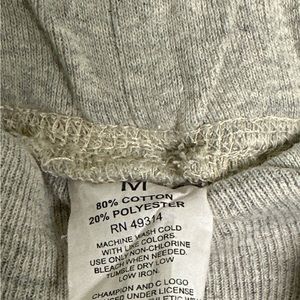 M
80% COTTON
20% POLYESTER
RN 49314
MACHINE WASH COLD
WITH LIKE COLORS.
USE ONLY NON-CHLORINE
BLEACH WHEN NEEDED.
TUMBLE DRY LOW
LOW IRON.
CHAMPION AND C LOGO
UNDER LICENSE